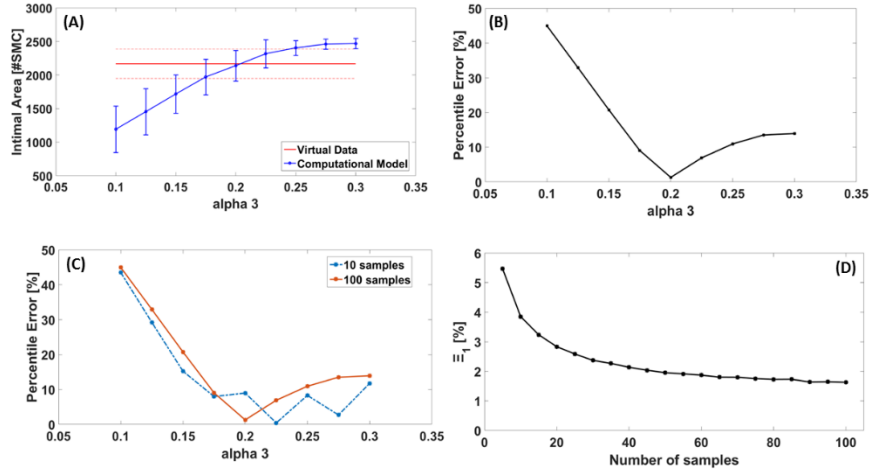 (A)
3000
2500
2000
1500
1000
500
Intimal Area [#SMC]
Virtual Data
Computational Model
0.05 0.1 0.15 0.2 0.25 0.3 0.35
alpha 3
(B)
50
40
30
20
10
0
Percentile Error [%]
0.05 0.1 0.15 0.2 0.25 0.3 0.35
alpha 3
(C)
50
40
30
20
10
0
Percentile Error [%]
10 samples
100 samples
0.05 0.1 0.15 0.2 0.25 0.3 0.35
alpha 3
(D)
6
5
4
3
2
1
0
Ξ1 [%]
0 20 40 60 80 100
Number of samples